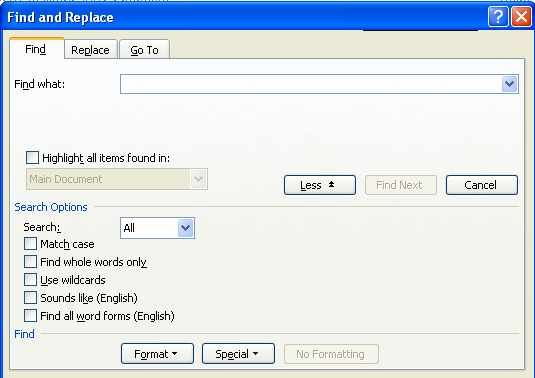 Find and Replace
Find Replace Go To
Find what:
Highlight all items found in:
Main Document
Less Find Next Cancel
Search Options
Search: All
Match case
Find whole words only
Use wildcards
Sounds like (English)
Find all word forms (English)
Find
Format Special No Formatting